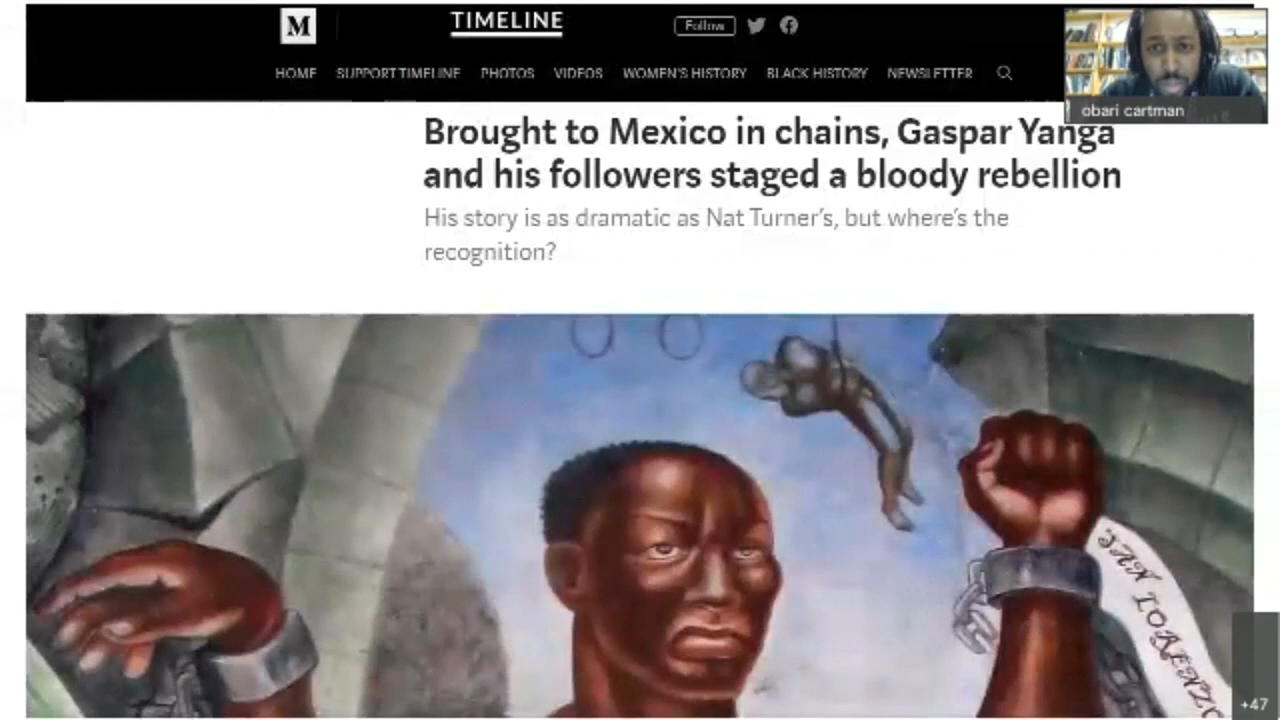 M
TIMELINE
Follow
HOME SUPPORT TIMELINE PHOTOS VIDEOS WOMEN'S HISTORY BLACK HISTORY NEWSLETTER
obari cartman
Brought to Mexico in chains, Gaspar Yanga
and his followers staged a bloody rebellion
His story is as dramatic as Nat Turner's, but where's the
recognition?
SAN LORENZO
+47